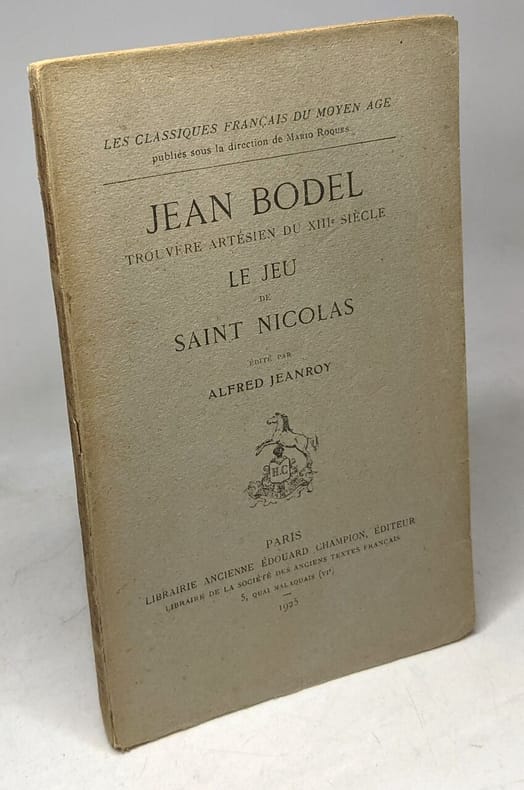 LES CLASSIQUES FRANÇAIS DU MOYEN AGE
publiés sous la direction de MARIO ROQUES
JEAN BODEL
TROUVÈRE ARTÉSIEN DU XIIIe SIÈCLE
LE JEU
DE
SAINT NICOLAS
ÉDITÉ PAR
ALFRED JEANROY
H.C
PARIS
LIBRAIRIE ANCIENNE ÉDOUARD CHAMPION, ÉDITEUR
LIBRAIRE DE LA SOCIÉTÉ DES ANCIENS TEXTES FRANÇAIS
5, QUAI MALAQUAIS (VIe)
1925